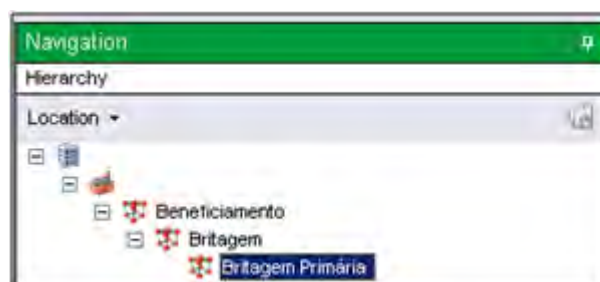 Navigation
Hierarchy
Location
Beneficiamento
Britagem
Britagem Primária